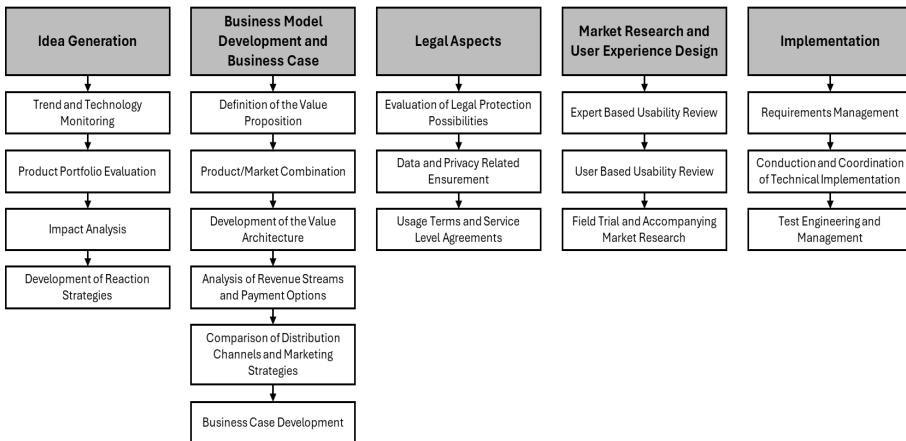 Idea Generation
Trend and Technology
Monitoring
Product Portfolio Evaluation
Impact Analysis
Development of Reaction
Strategies
Business Model
Development and
Business Case
Definition of the Value
Proposition
Product/Market Combination
Development of the Value
Architecture
Analysis of Revenue Streams
and Payment Options
Comparison of Distribution
Channels and Marketing
Strategies
Business Case Development
Legal Aspects
Evaluation of Legal Protection
Possibilities
Data and Privacy Related
Ensurement
Usage Terms and Service
Level Agreements
Market Research and
User Experience Design
Expert Based Usability Review
User Based Usability Review
Field Trial and Accompanying
Market Research
Implementation
Requirements Management
Conduction and Coordination
of Technical Implementation
Test Engineering and
Management